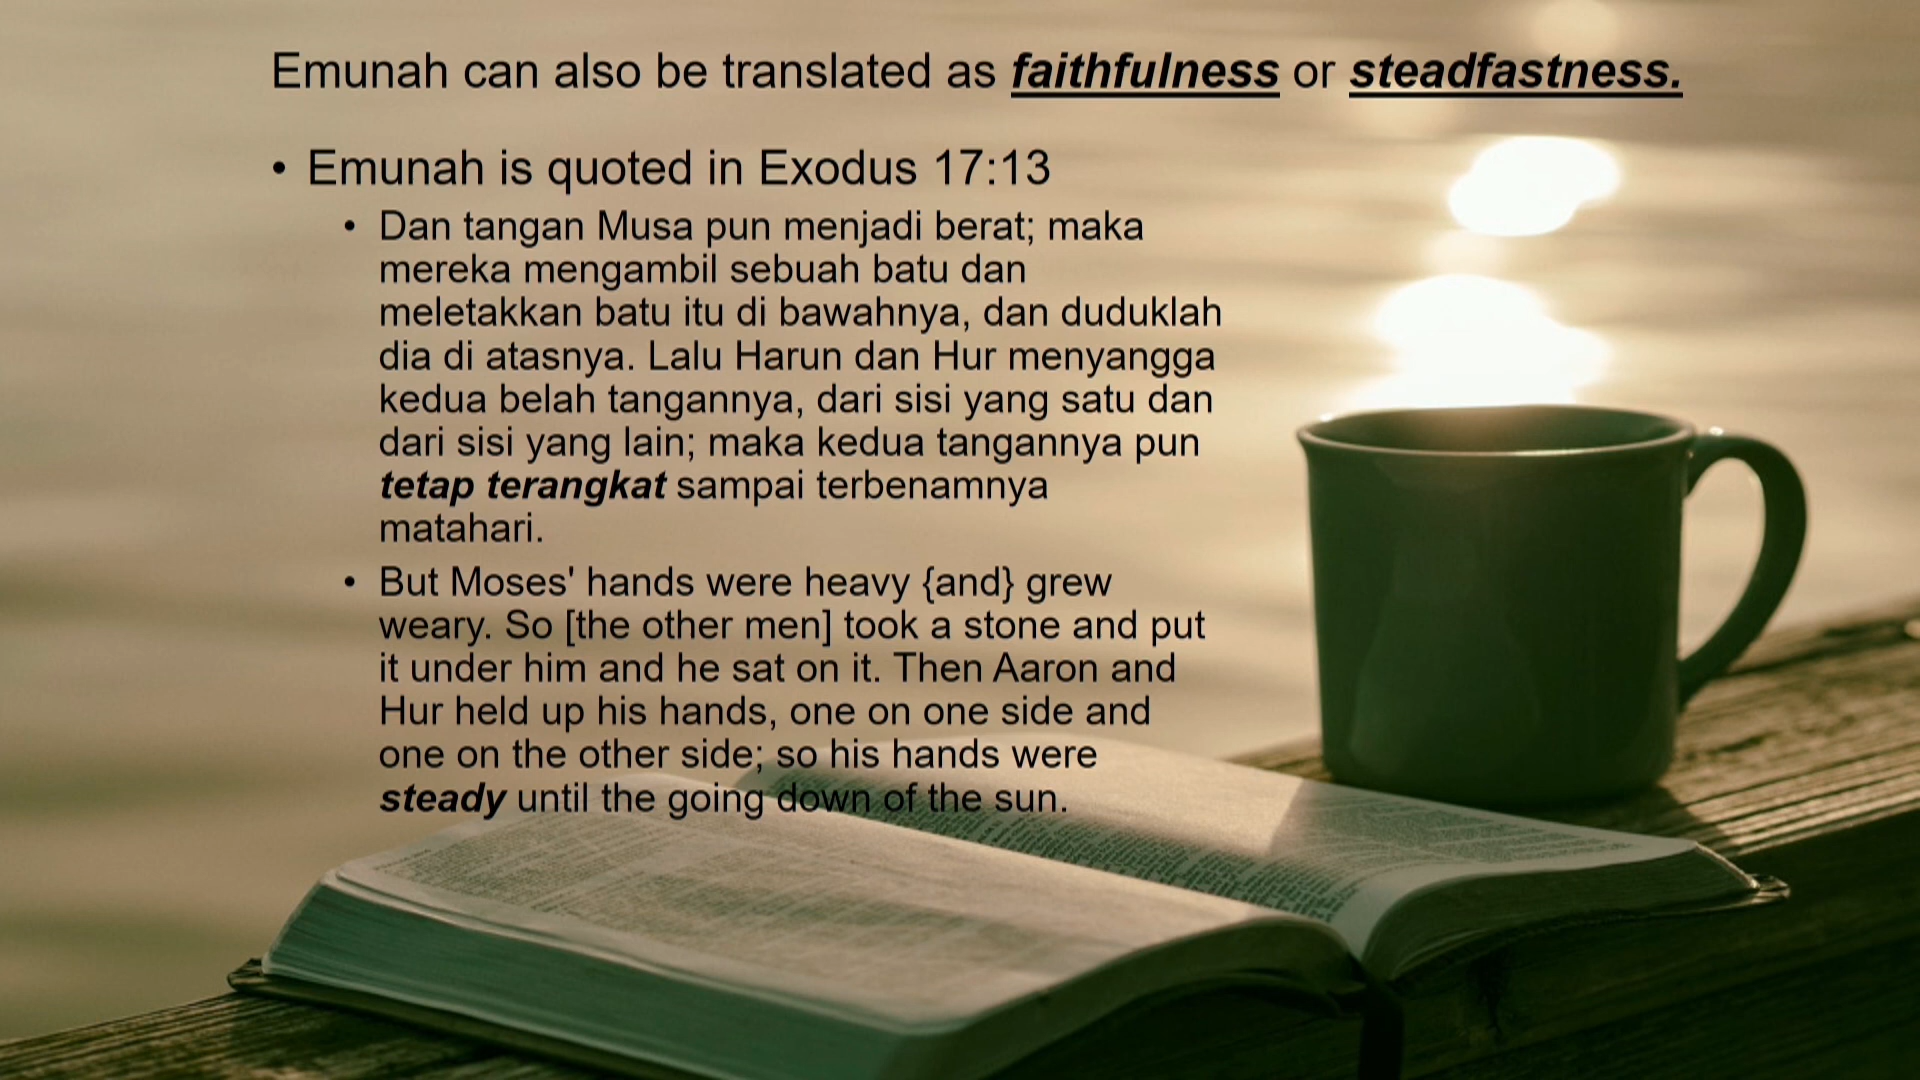 Emunah can also be translated as faithfulness or steadfastness.
• Emunah is quoted in Exodus 17:13
• Dan tangan Musa pun menjadi berat; maka
mereka mengambil sebuah batu dan
meletakkan batu itu di bawahnya, dan duduklah
dia di atasnya. Lalu Harun dan Hur menyangga
kedua belah tangannya, dari sisi yang satu dan
dari sisi yang lain; maka kedua tangannya pun
tetap terangkat sampai terbenamnya
matahari.
• But Moses' hands were heavy {and} grew
weary. So [the other men] took a stone and put
it under him and he sat on it. Then Aaron and
Hur held up his hands, one on one side and
one on the other side; so his hands were
steady until the going down of the sun.